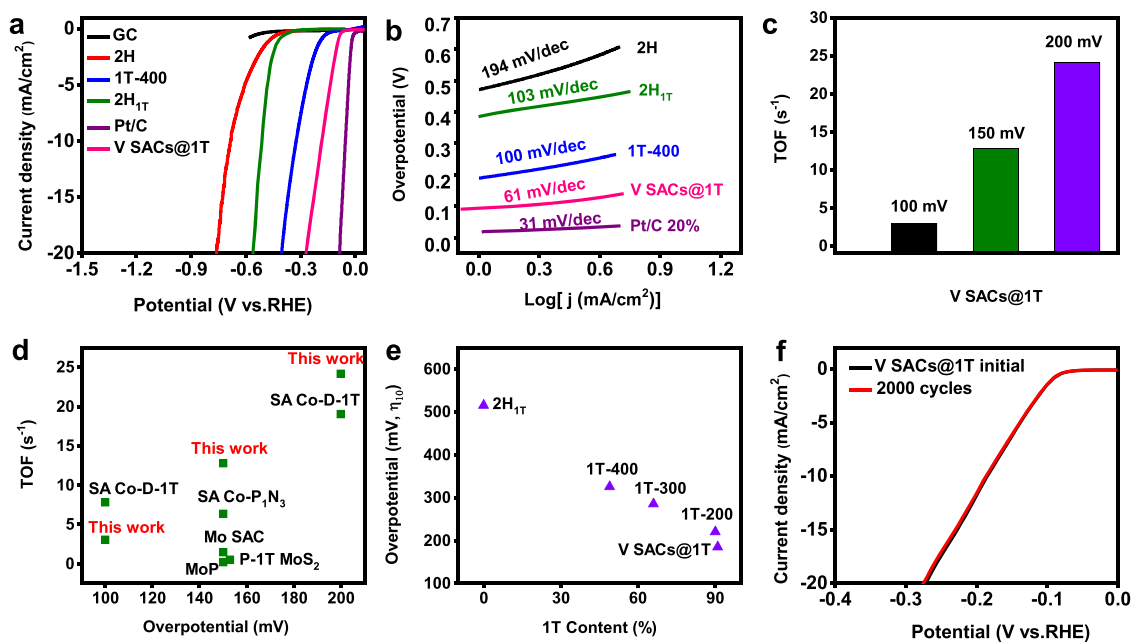 a
GC
2H
1T-400
2H1T
Pt/C
V SACs@1T
0
-5
-10
-15
-20
-1.5
-1.2
-0.9
-0.6
-0.3
0.0
Current density (mA/cm2)
Potential (V vs.RHE)
b
194 mV/dec
2H
103 mV/dec
2H1T
100 mV/dec
1T-400
61 mV/dec
V SACs@1T
31 mV/dec
Pt/C 20%
0.7
0.6
0.5
0.4
0.3
0.2
0.1
0.0
0.0
0.3
0.6
0.9
1.2
Overpotential (V)
Log[ j (mA/cm2)]
c
200 mV
150 mV
100 mV
30
25
20
15
10
5
0
TOF (s-1)
V SACs@1T
d
This work
SA Co-D-1T
This work
SA Co-D-1T
SA Co-P1N3
This work
Mo SAC
P-1T MoS2
MoP
25
20
15
10
5
0
100
120
140
160
180
200
TOF (s-1)
Overpotential (mV)
e
2H1T
1T-400
1T-300
1T-200
V SACs@1T
600
500
400
300
200
100
0
30
60
90
Overpotential (mV, η10)
1T Content (%)
f
V SACs@1T initial
2000 cycles
0
-5
-10
-15
-20
-0.4
-0.3
-0.2
-0.1
0.0
Current density (mA/cm2)
Potential (V vs.RHE)